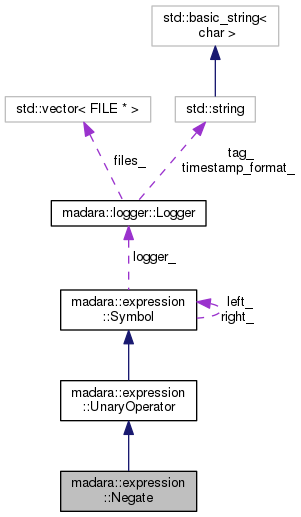 std::basic_string<
char >
std::vector< FILE * >
std::string
files_
tag_
timestamp_format_
madara::logger::Logger
logger_
madara::expression
::Symbol
left_
right_
madara::expression
::UnaryOperator
madara::expression
::Negate